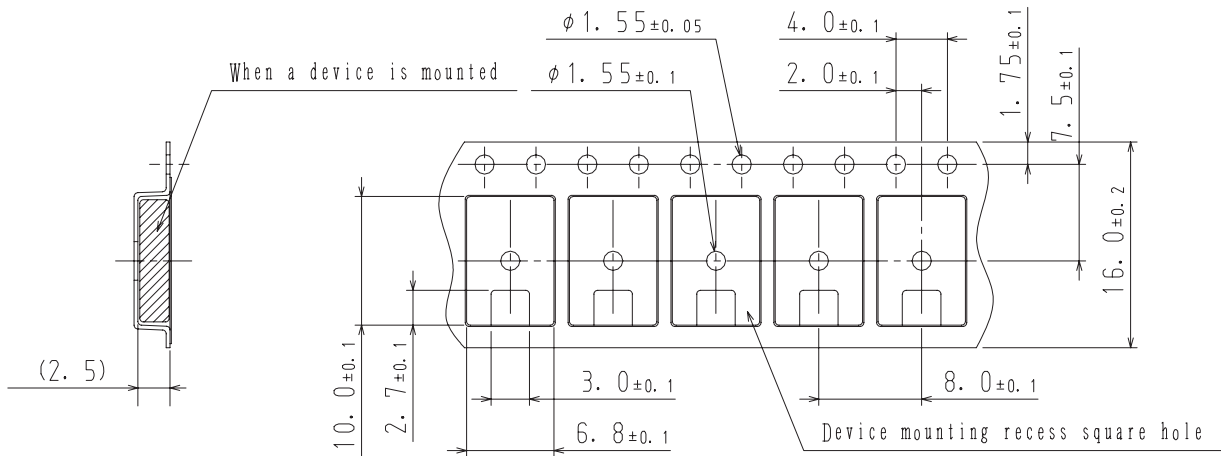 φ1.55±0.05
4.0±0.1
When a device is mounted
φ1.55±0.1
2.0±0.1
1.75±0.1
7.5±0.1
16.0±0.2
(2.5)
10.0±0.1
2.7±0.1
3.0±0.1
8.0±0.1
6.8±0.1
Device mounting recess square hole